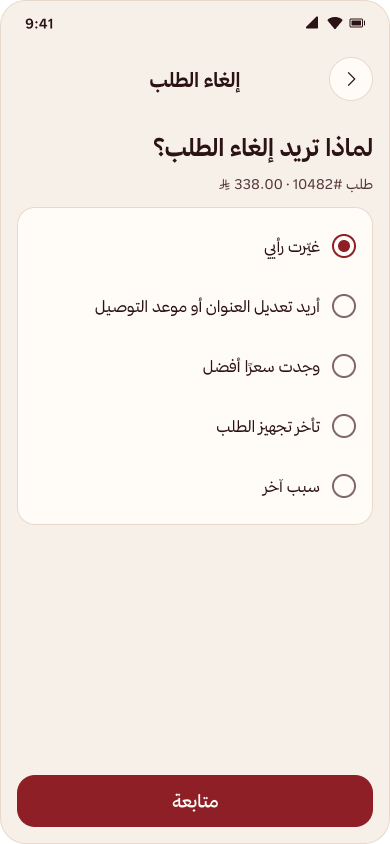 9:41
إلغاء الطلب
لماذا تريد إلغاء الطلب؟
طلب #10482 · 338.00 ⃁
غيّرت رأيي
أريد تعديل العنوان أو موعد التوصيل
وجدت سعرًا أفضل
تأخر تجهيز الطلب
سبب آخر
متابعة